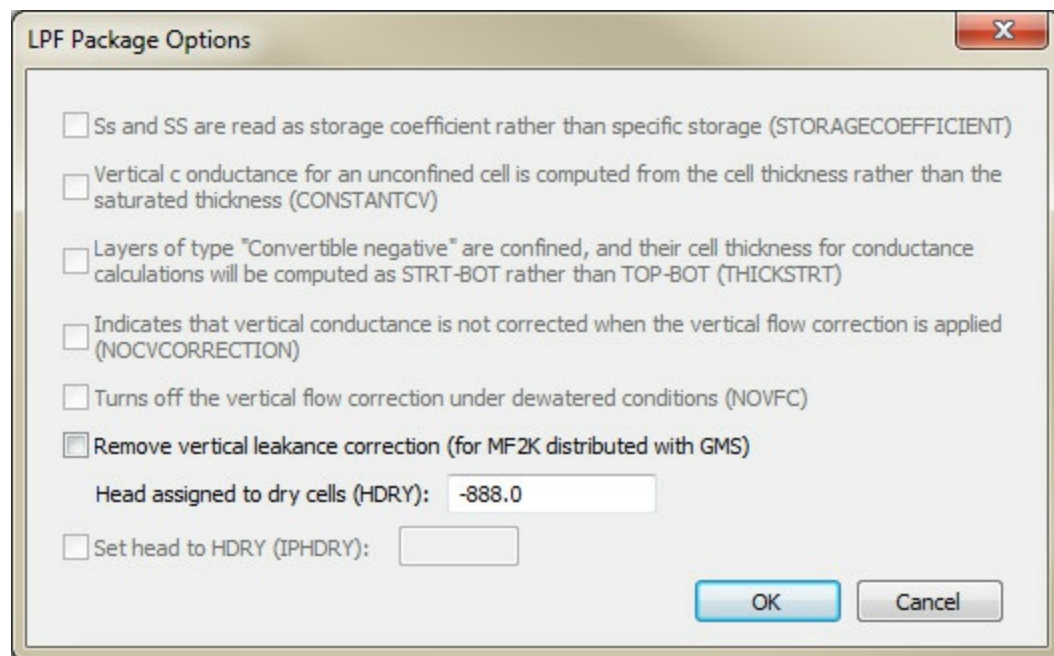 LPF Package Options
Ss and SS are read as storage coefficient rather than specific storage (STORAGECOEFFICIENT)
Vertical c onductance for an unconfined cell is computed from the cell thickness rather than the
saturated thickness (CONSTANTCV)
Layers of type "Convertible negative" are confined, and their cell thickness for conductance
calculations will be computed as STRT-BOT rather than TOP-BOT (THICKSTRT)
Indicates that vertical conductance is not corrected when the vertical flow correction is applied
(NOCVCORRECTION)
Turns off the vertical flow correction under dewatered conditions (NOVFC)
Remove vertical leakance correction (for MF2K distributed with GMS)
Head assigned to dry cells (HDRY): -888.0
Set head to HDRY (IPHDRY):
OK Cancel